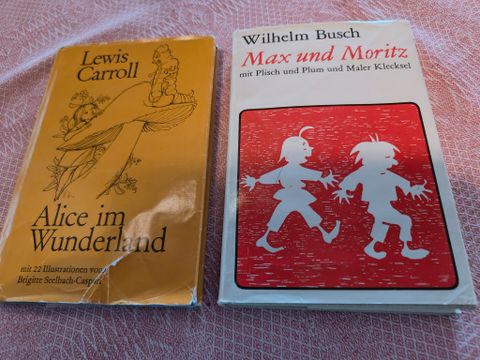 Lewis
Carroll
Alice im
Wunderland
mit 22 Illustrationen von
Brigitte Seelbach-Caspari
Wilhelm Busch
Max und Moritz
mit Plisch und Plum und Maler Klecksel